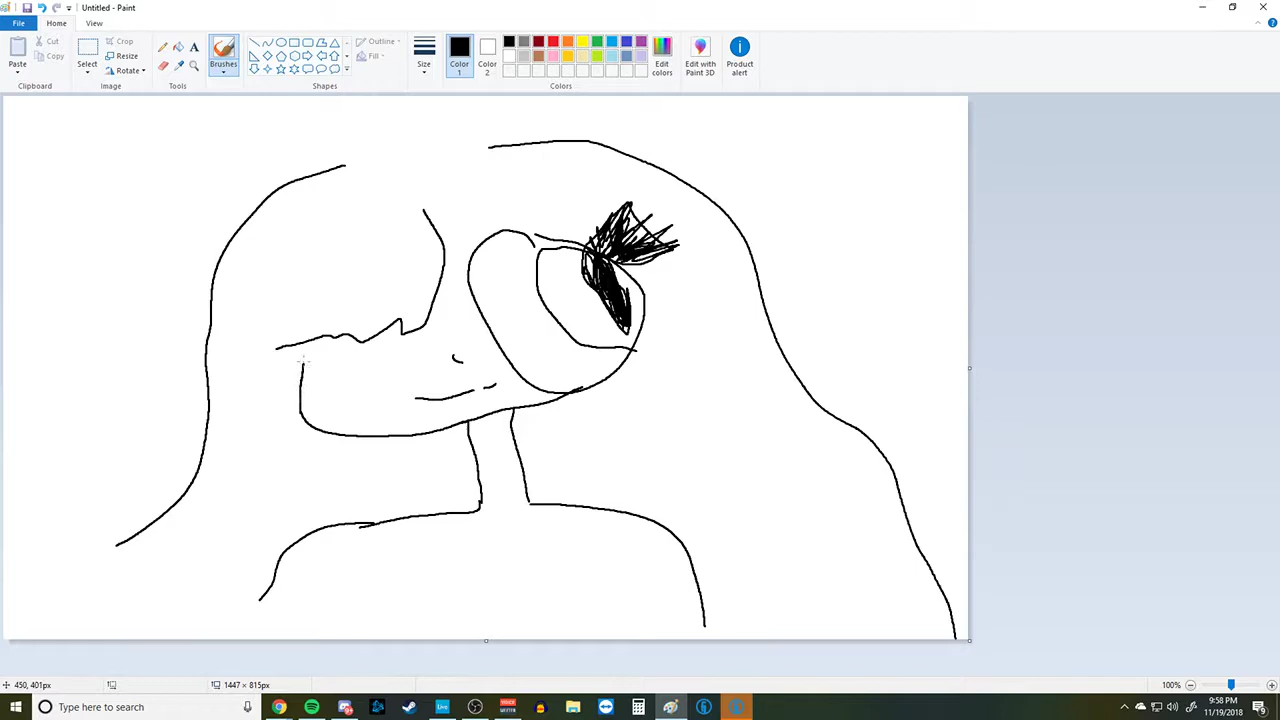 Untitled - Paint
File Home View
Paste
Cut
Copy
Clipboard
Select
Crop
Resize
Rotate
Image
A
Tools
Brushes
Outline
Fill
Shapes
Size
Color 1
Color 2
Colors
Edit colors
Edit with Paint 3D
Product alert
450, 401px
1447 × 815px
100%
Type here to search
Live
9:58 PM
11/19/2018